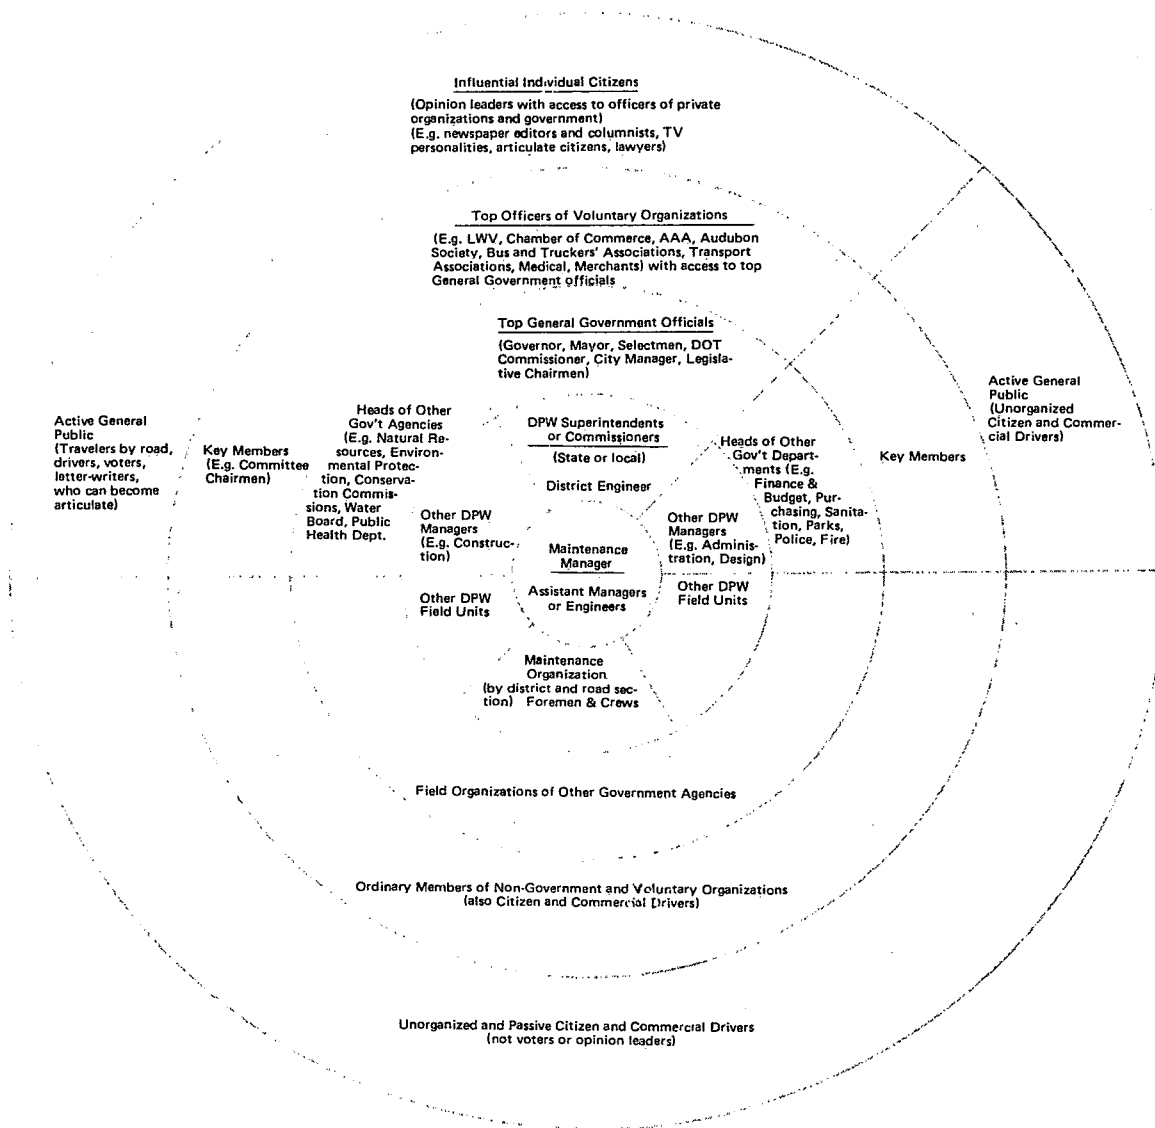 Influential Individual Citizens
(Opinion leaders with access to officers of private
organizations and government)
(E.g. newspaper editors and columnists, TV
personalities, articulate citizens, lawyers)
Top Officers of Voluntary Organizations
(E.g. LWV, Chamber of Commerce, AAA, Audubon
Society, Bus and Truckers' Associations, Transport
Associations, Medical, Merchants) with access to top
General Government officials
Top General Government Officials
(Governor, Mayor, Selectmen, DOT
Commissioner, City Manager, Legisla-
tive Chairmen)
Active General
Public
(Travelers by road,
drivers, voters,
letter-writers,
who can become
articulate)
Key Members
(E.g. Committee
Chairmen)
Heads of Other
Gov't Agencies
(E.g. Natural Re-
sources, Environ-
mental Protec-
tion, Conserva-
tion Commis-
sions, Water
Board, Public
Health Dept.
DPW Superintendents
or Commissioners
(State or local)
District Engineer
Heads of Other
Gov't Depart-
ments (E.g.
Finance &
Budget, Pur-
chasing, Sanita-
tion, Parks,
Police, Fire)
Key Members
Active General
Public
(Unorganized
Citizen and Commer-
cial Drivers)
Other DPW
Managers
(E.g. Construc-
tion)
Maintenance
Manager
Other DPW
Managers
(E.g. Adminis-
tration, Design)
Other DPW
Field Units
Assistant Managers
or Engineers
Other DPW
Field Units
Maintenance
Organization
(by district and road sec-
tion) Foremen & Crews
Field Organizations of Other Government Agencies
Ordinary Members of Non-Government and Voluntary Organizations
(also Citizen and Commercial Drivers)
Unorganized and Passive Citizen and Commercial Drivers
(not voters or opinion leaders)